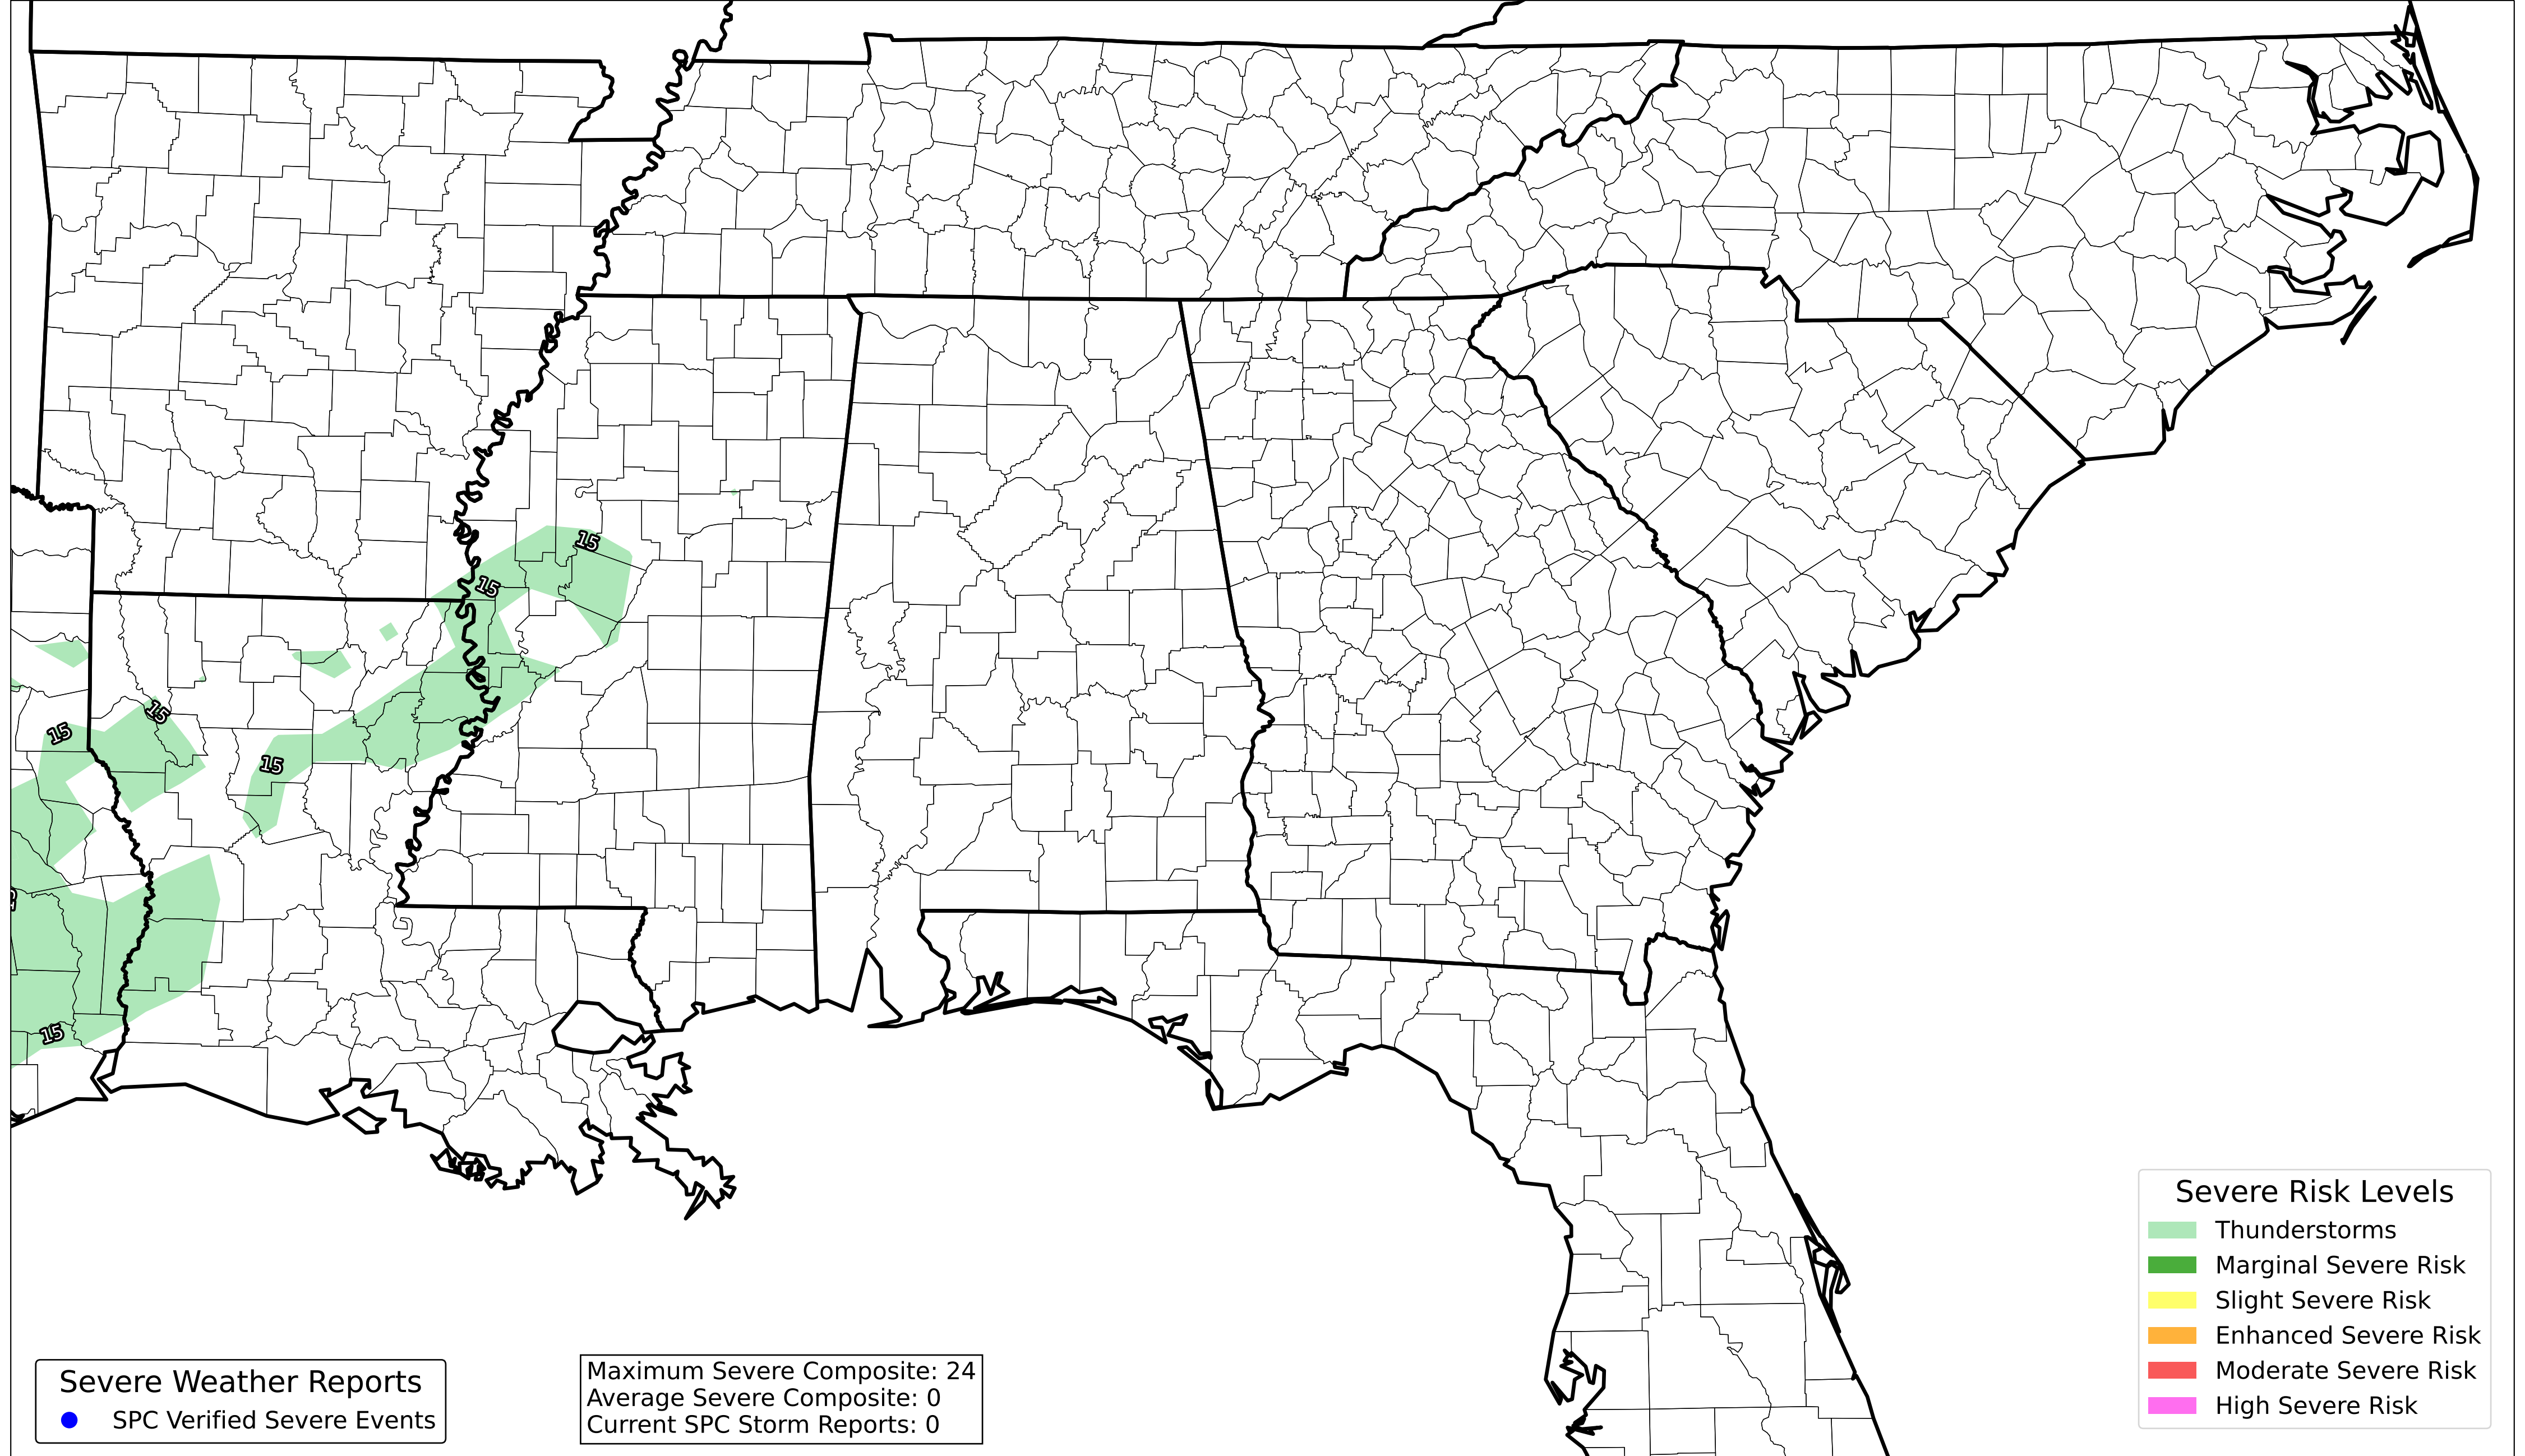 15
15
15
15
15
15
Severe Risk Levels
Thunderstorms
Marginal Severe Risk
Slight Severe Risk
Enhanced Severe Risk
Moderate Severe Risk
High Severe Risk
Maximum Severe Composite: 24
Average Severe Composite: 0
Current SPC Storm Reports: 0
Severe Weather Reports
SPC Verified Severe Events